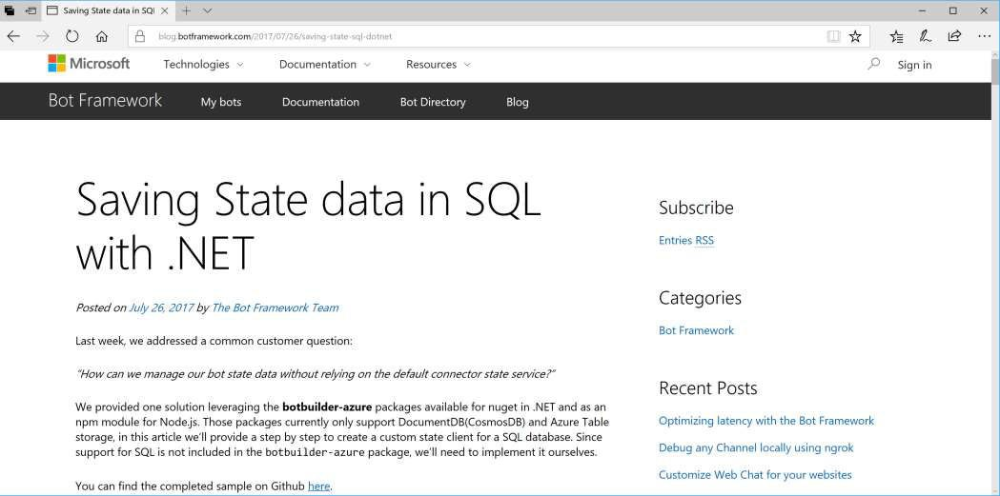 Saving State data in SQl
blog.botframework.com/2017/07/26/saving-state-sql-dotnet
Microsoft Technologies Documentation Resources Sign in
Bot Framework My bots Documentation Bot Directory Blog
Saving State data in SQL
with .NET
Posted on July 26, 2017 by The Bot Framework Team
Last week, we addressed a common customer question:
"How can we manage our bot state data without relying on the default connector state service?"
We provided one solution leveraging the botbuilder-azure packages available for nuget in .NET and as an
npm module for Node.js. Those packages currently only support DocumentDB(CosmosDB) and Azure Table
storage, in this article we'll provide a step by step to create a custom state client for a SQL database. Since
support for SQL is not included in the botbuilder-azure package, we'll need to implement it ourselves.
You can find the completed sample on Github here.
Subscribe
Entries RSS
Categories
Bot Framework
Recent Posts
Optimizing latency with the Bot Framework
Debug any Channel locally using ngrok
Customize Web Chat for your websites